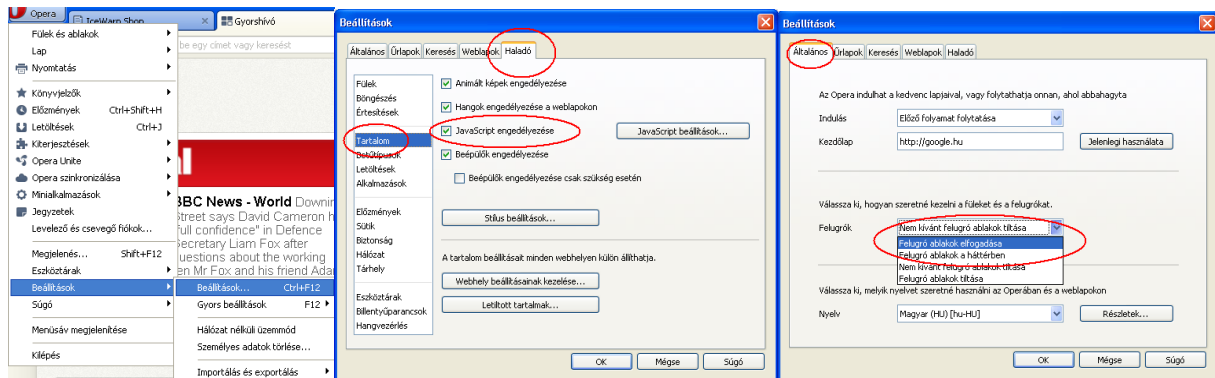 Opera
IceWarp Shop
Gyorshívó
Fülek és ablakok
Lap
be egy címet vagy keresést
Nyomtatás
Könyvjelzők
Előzmények Ctrl+Shift+H
Letöltések Ctrl+J
Kiterjesztések
Opera Unite
Opera szinkronizálása
Minialkalmazások
Jegyzetek
Levelező és csevegő fiókok...
Megjelenés... Shift+F12
Eszköztárak
Beállítások
Súgó
Menüsáv megjelenítése
Kilépés
BBC News - World Downin
Street says David Cameron h
full confidence" in Defence
Secretary Liam Fox after
questions about the working
en Mr Fox and his friend Ada
Beállítások... Ctrl+F12
Gyors beállítások F12
Hálózat nélküli üzemmód
Személyes adatok törlése...
Importálás és exportálás
Beállítások
Általános Űrlapok Keresés Weblapok Haladó
Fülek
Böngészés
Értesítések
Tartalom
Betűtípusok
Letöltések
Alkalmazások
Előzmények
Sütik
Biztonság
Hálózat
Tárhely
Eszköztárak
Billentyűparancsok
Hangvezérlés
Animált képek engedélyezése
Hangok engedélyezése a weblapokon
JavaScript engedélyezése
JavaScript beállítások...
Beépülők engedélyezése
Beépülők engedélyezése csak szükség esetén
Stílus beállítások...
A tartalom beállításait minden webhelyen külön állíthatja.
Webhely beállításainak kezelése...
Letiltott tartalmak...
OK Mégse Súgó
Beállítások
Általános Űrlapok Keresés Weblapok Haladó
Az Opera indulhat a kedvenc lapjaival, vagy folytathatja onnan, ahol abbahagyta
Indulás Előző folyamat folytatása
Kezdőlap http://google.hu Jelenlegi használata
Válassza ki, hogyan szeretné kezelni a füleket és a felugrókat.
Felugrók Nem kívánt felugró ablakok tiltása
Felugró ablakok elfogadása
Felugró ablakok a háttérben
Nem kívánt felugró ablakok tiltása
Felugró ablakok tiltása
Válassza ki, melyik nyelvet szeretné használni az Operában és a weblapokon
Nyelv Magyar (HU) [hu-HU] Részletek...
OK Mégse Súgó